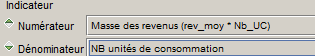 Indicateur
Numérateur Masse des revenus (rev_moy * Nb_UC)
Dénominateur NB unités de consommation